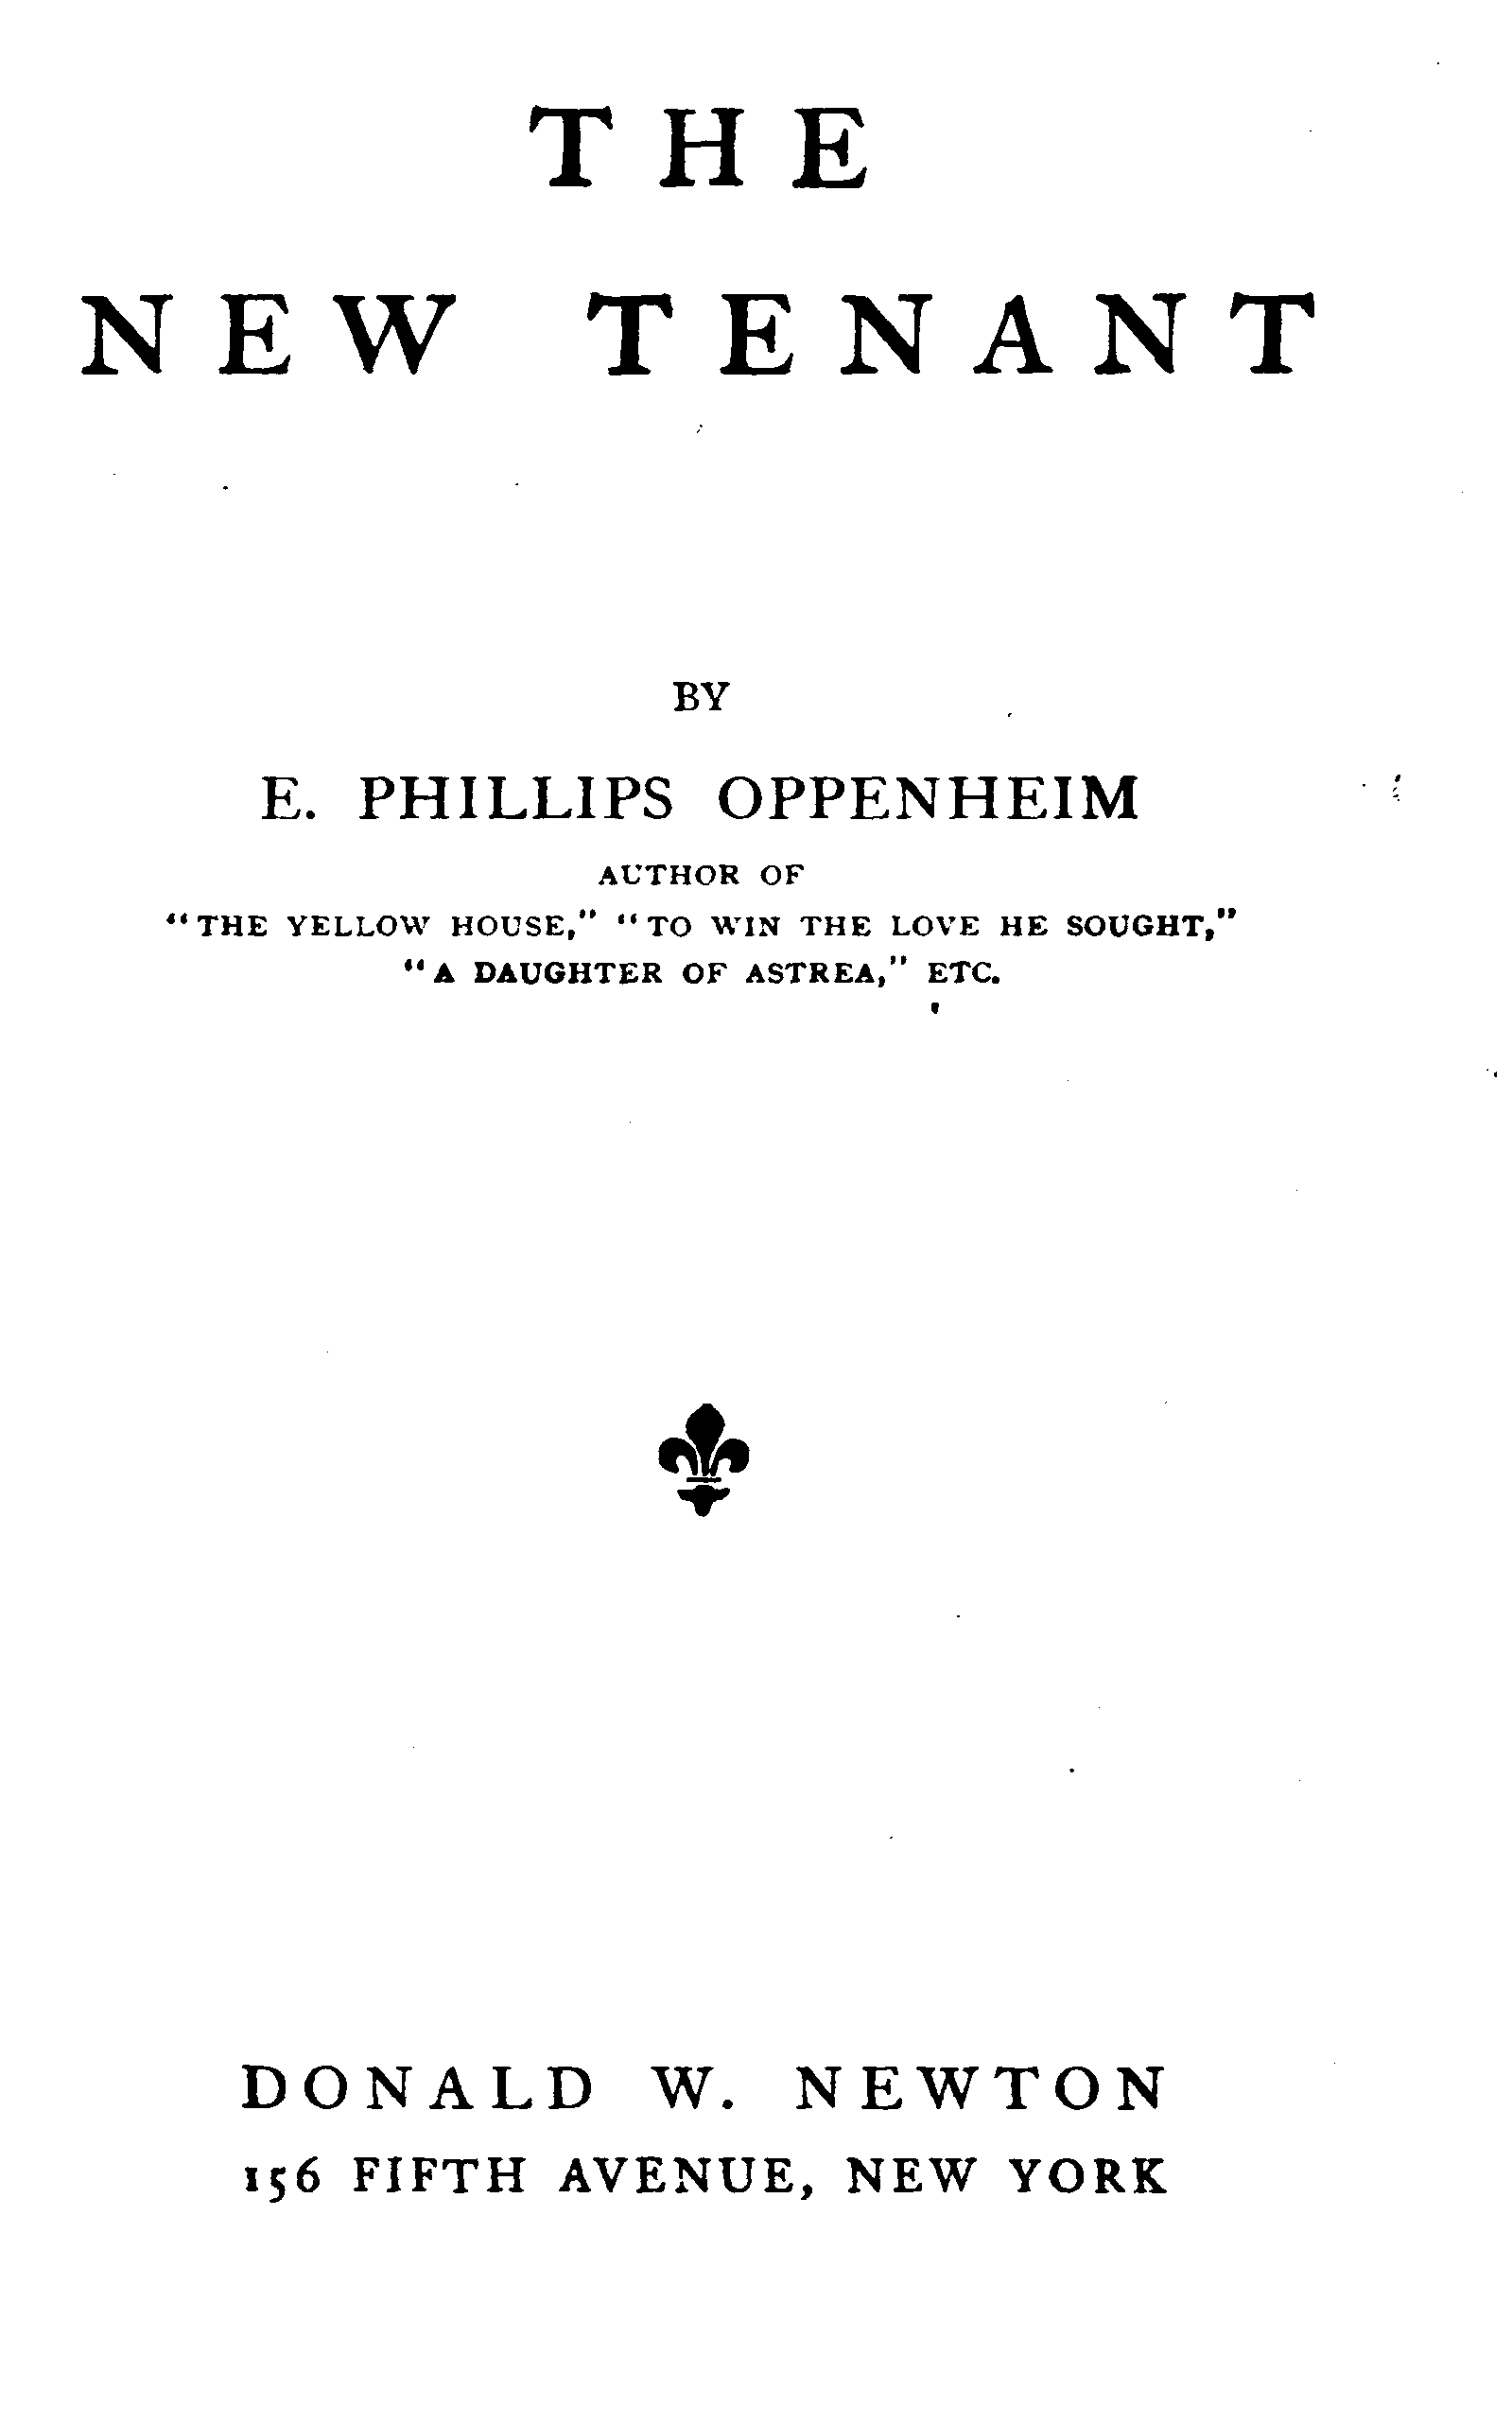 THE
NEW TENANT
BY
E. PHILLIPS OPPENHEIM
AUTHOR OF
"THE YELLOW HOUSE," "TO WIN THE LOVE HE SOUGHT,"
"A DAUGHTER OF ASTREA," ETC.
DONALD W. NEWTON
156 FIFTH AVENUE, NEW YORK